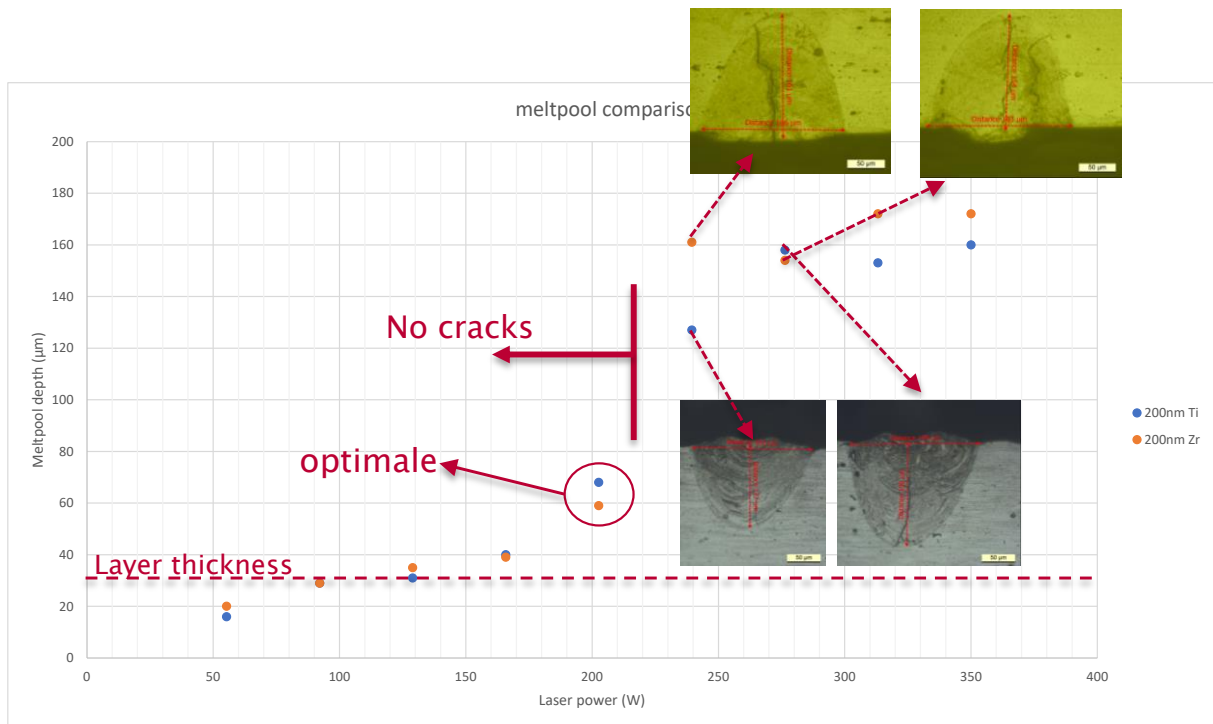 meltpool compariso
200
180
160
140
120
100
80
60
40
20
0
Meltpool depth (µm)
No cracks
optimale
Layer thickness
50 µm
50 µm
50 µm
50 µm
200nm Ti
200nm Zr
0
50
100
150
200
250
300
350
400
Laser power (W)